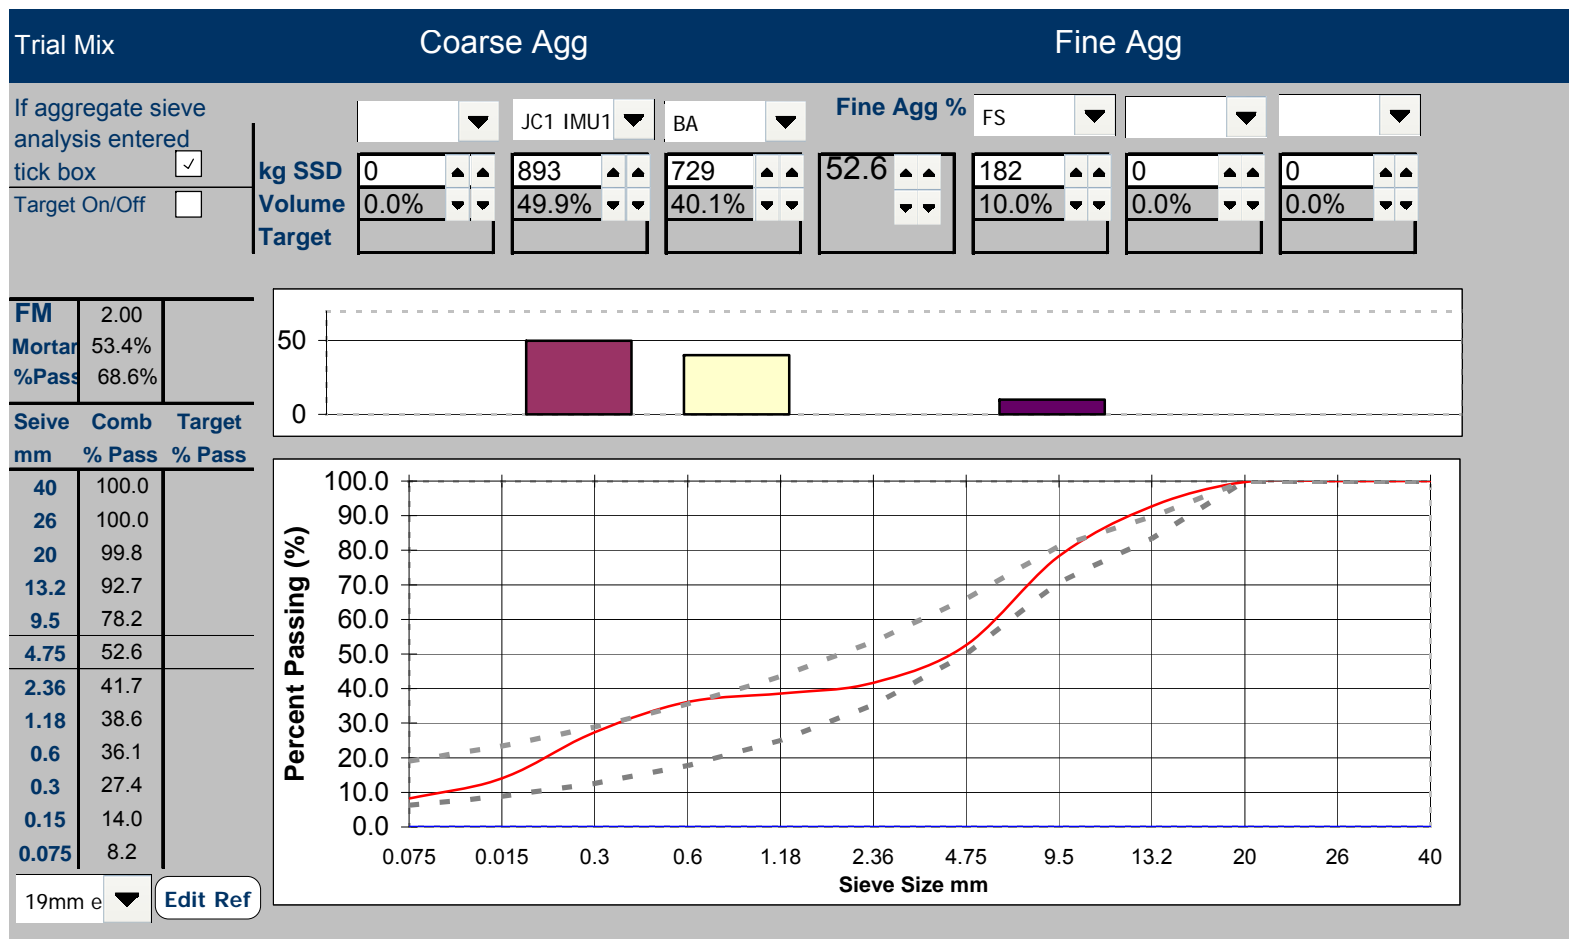 Trial Mix Coarse Agg Fine Agg
If aggregate sieve
analysis entered
tick box
Target On/Off
JC1 IMU1 BA Fine Agg % FS
kg SSD 0 893 729 52.6 182 0 0
Volume 0.0% 49.9% 40.1% 10.0% 0.0% 0.0%
Target
FM 2.00
Mortar 53.4%
%Pass 68.6%
Seive Comb Target
mm % Pass % Pass
40 100.0
26 100.0
20 99.8
13.2 92.7
9.5 78.2
4.75 52.6
2.36 41.7
1.18 38.6
0.6 36.1
0.3 27.4
0.15 14.0
0.075 8.2
19mm e Edit Ref
50
0
Percent Passing (%)
100.0
90.0
80.0
70.0
60.0
50.0
40.0
30.0
20.0
10.0
0.0
0.075 0.015 0.3 0.6 1.18 2.36 4.75 9.5 13.2 20 26 40
Sieve Size mm